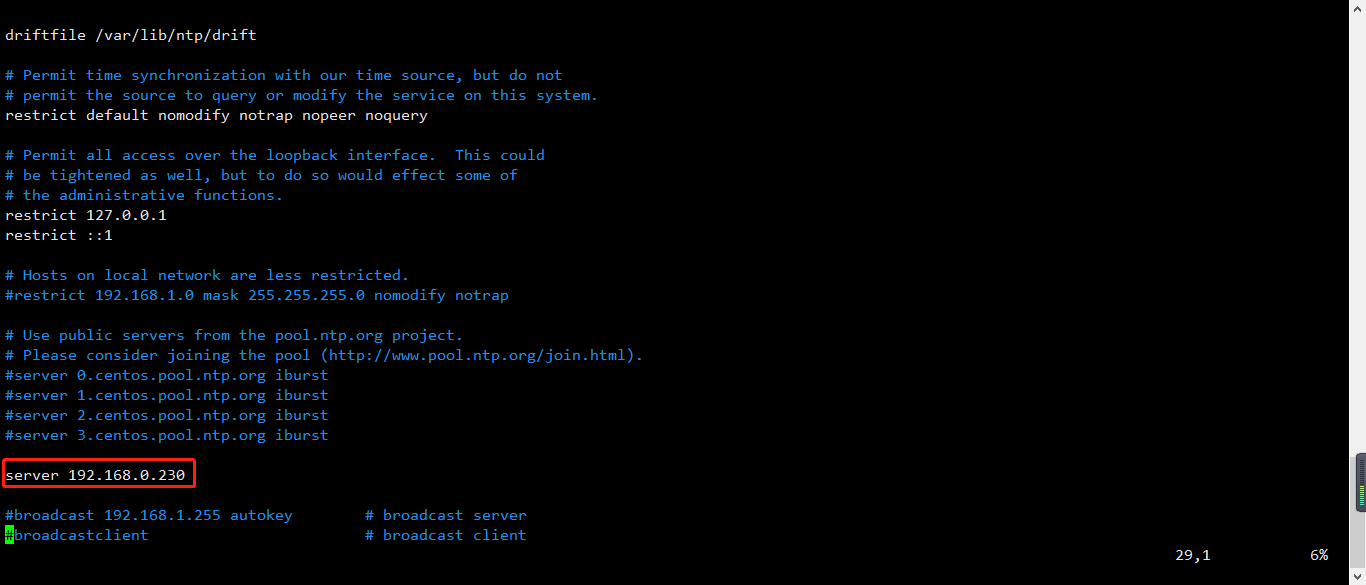 driftfile /var/lib/ntp/drift
# Permit time synchronization with our time source, but do not
# permit the source to query or modify the service on this system.
restrict default nomodify notrap nopeer noquery
# Permit all access over the loopback interface.  This could
# be tightened as well, but to do so would effect some of
# the administrative functions.
restrict 127.0.0.1
restrict ::1
# Hosts on local network are less restricted.
#restrict 192.168.1.0 mask 255.255.255.0 nomodify notrap
# Use public servers from the pool.ntp.org project.
# Please consider joining the pool (http://www.pool.ntp.org/join.html).
#server 0.centos.pool.ntp.org iburst
#server 1.centos.pool.ntp.org iburst
#server 2.centos.pool.ntp.org iburst
#server 3.centos.pool.ntp.org iburst
server 192.168.0.230
#broadcast 192.168.1.255 autokey        # broadcast server
#broadcastclient                        # broadcast client
29,1 6%